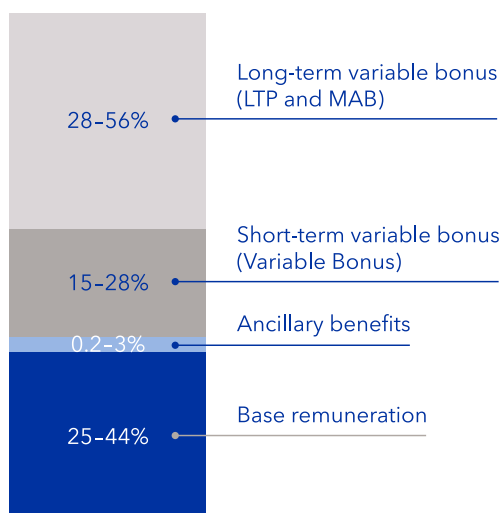 Long-term variable bonus
(LTP and MAB)
28–56%
Short-term variable bonus
(Variable Bonus)
15–28%
Ancillary benefits
0.2–3%
Base remuneration
25–44%